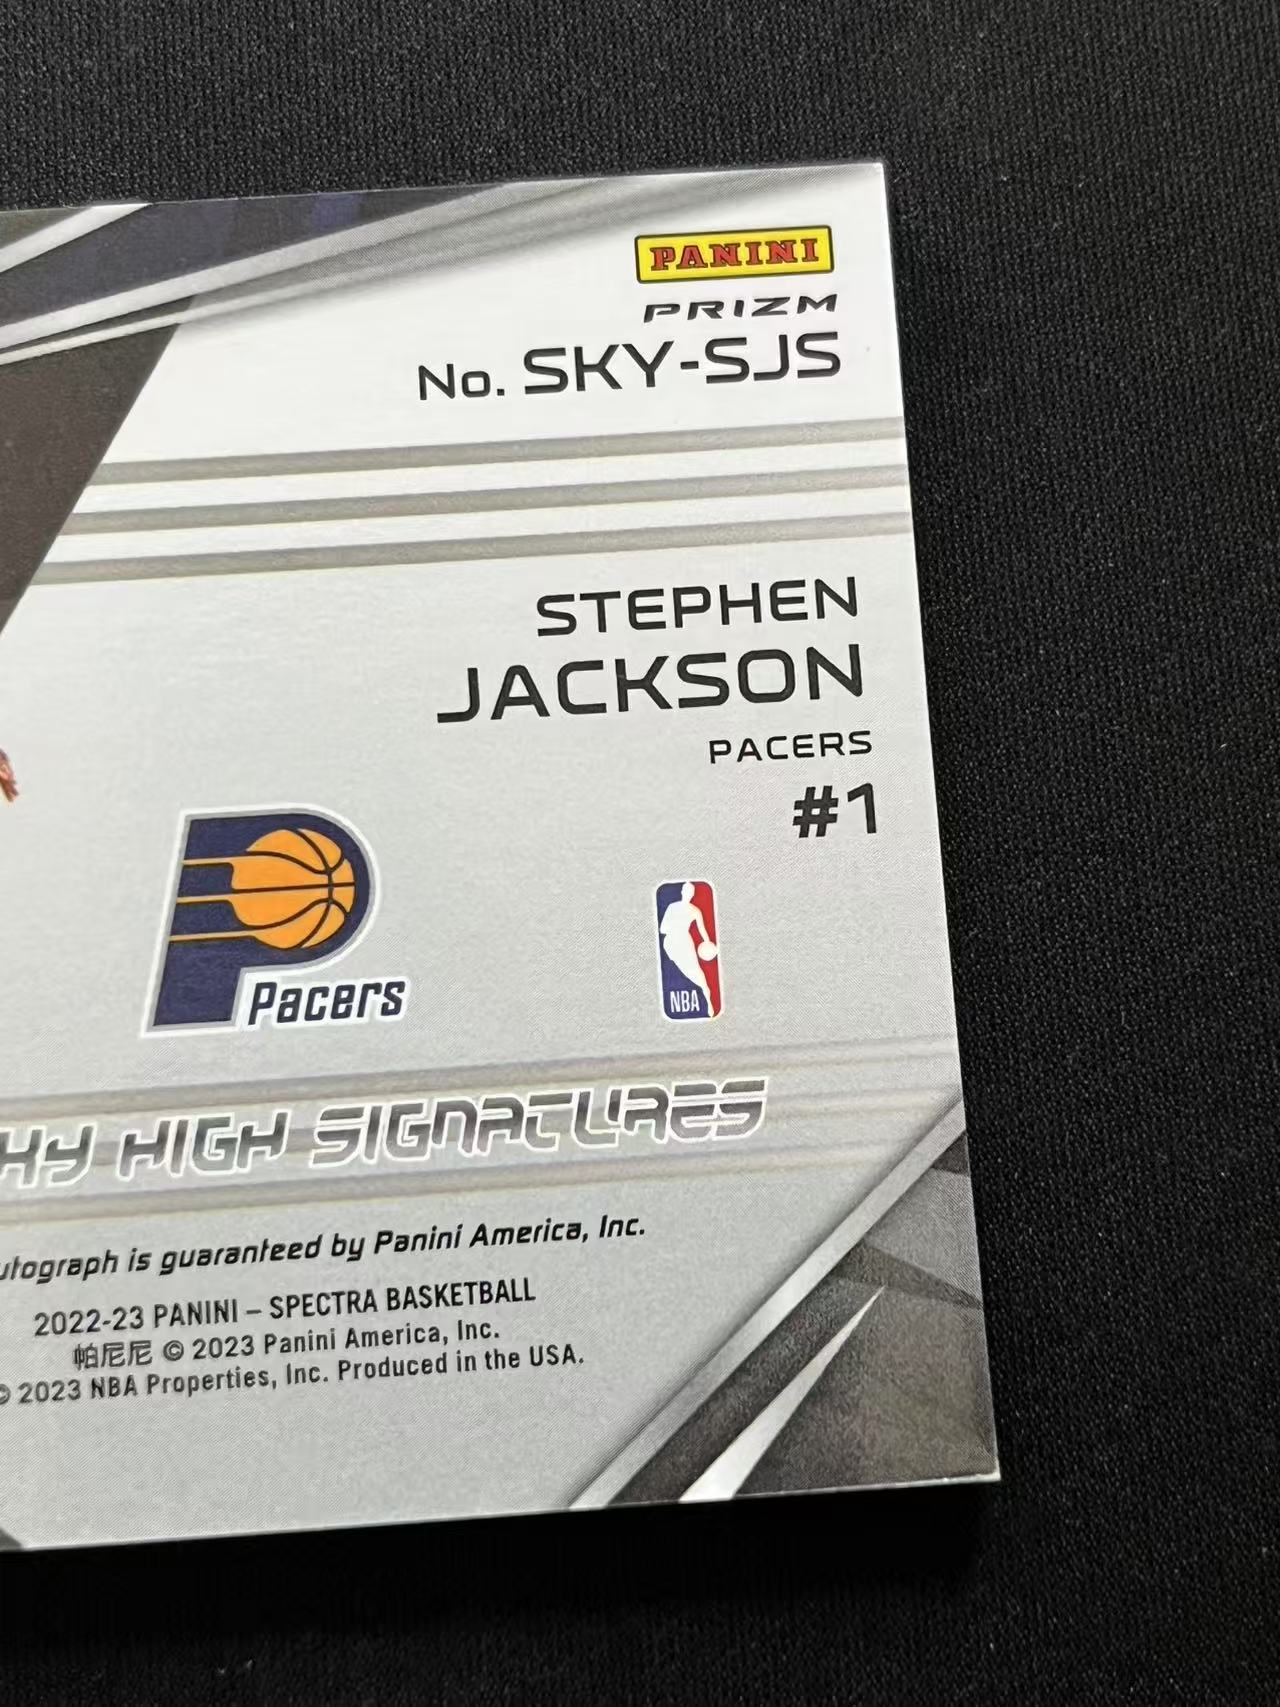 PANINI
PRIZM
No. SKY-SJS
STEPHEN
JACKSON
PACERS
#1
Pacers
NBA
HIGH SIGNATURES
is guaranteed by Panini America, Inc.
2022-23 PANINI – SPECTRA BASKETBALL
帕尼尼 © 2023 Panini America, Inc.
© 2023 NBA Properties, Inc. Produced in the USA.